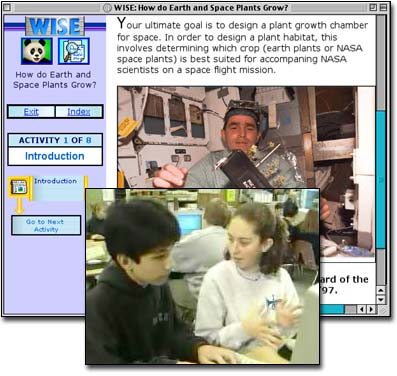 WISE: How do Earth and Space Plants Grow?
WISE
How do Earth and
Space Plants Grow?
Exit
Index
ACTIVITY 1 OF 8
Introduction
Introduction
Go to Next
Activity
Your ultimate goal is to design a plant growth chamber
for space. In order to design a plant habitat, this
involves determining which crop (earth plants or NASA
space plants) is best suited for accompaning NASA
scientists on a space flight mission.
ard of the
97.